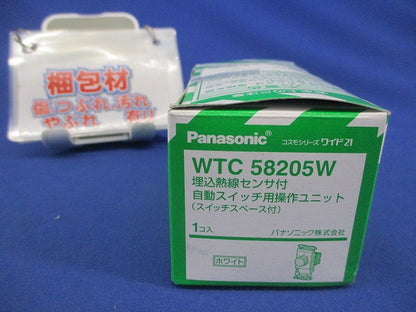 梱包材
傷つぶれ汚れ
やぶれ 有り
Panasonic®
コスモシリーズワイド21
WTC 58205W
埋込熱線センサ付
自動スイッチ用操作ユニット
(スイッチスペース付)
1コ入
パナソニック株式会社
ホワイト